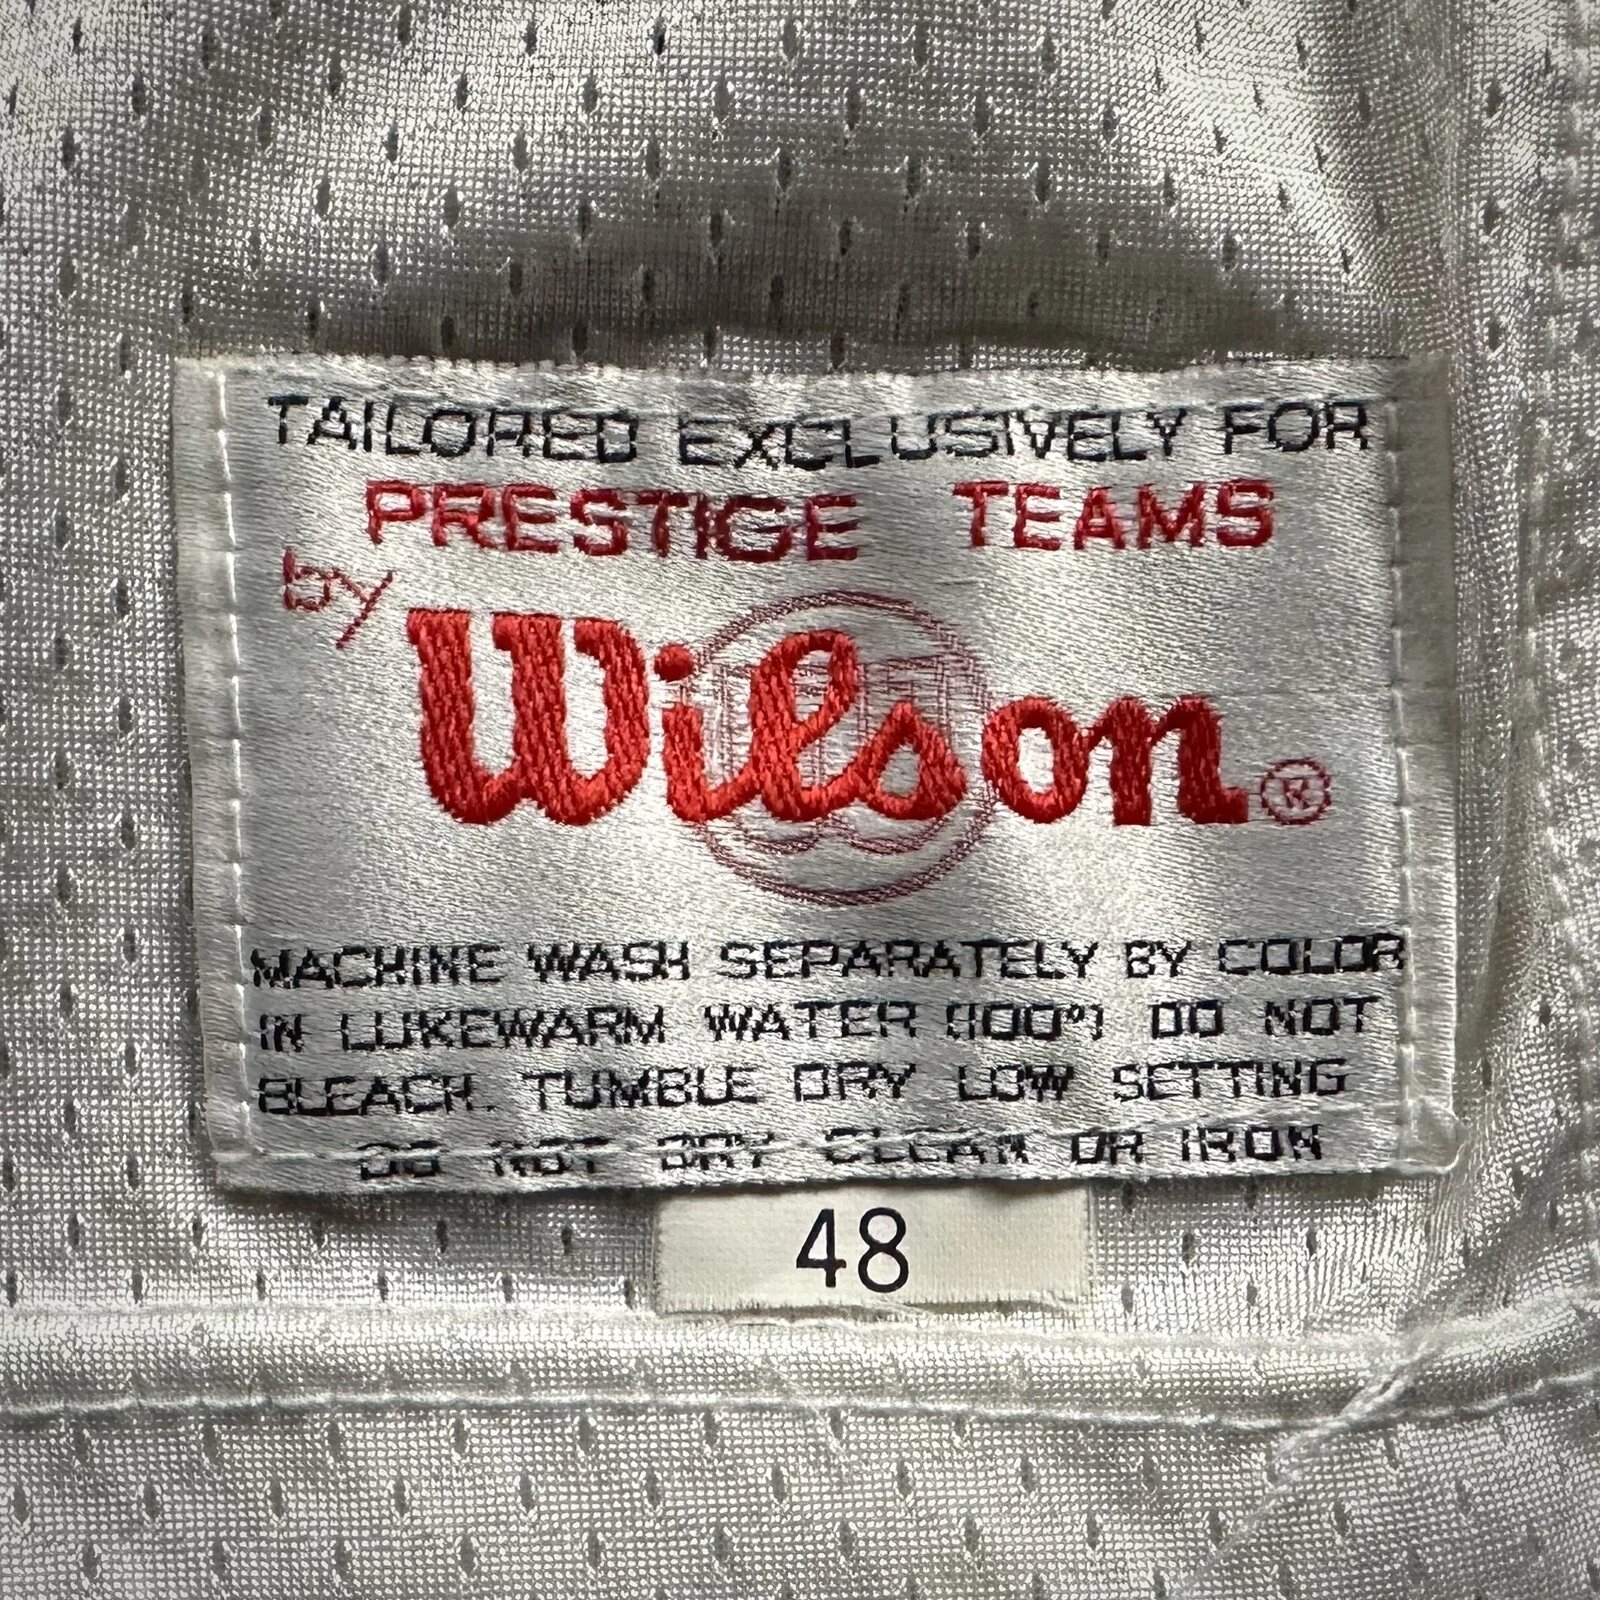 TAILORED EXCLUSIVELY FOR
PRESTIGE TEAMS
by Wilson®
MACHINE WASH SEPARATELY BY COLOR
IN LUKEWARM WATER (100°) DO NOT
BLEACH. TUMBLE DRY LOW SETTING
DO NOT DRY CLEAN OR IRON
48